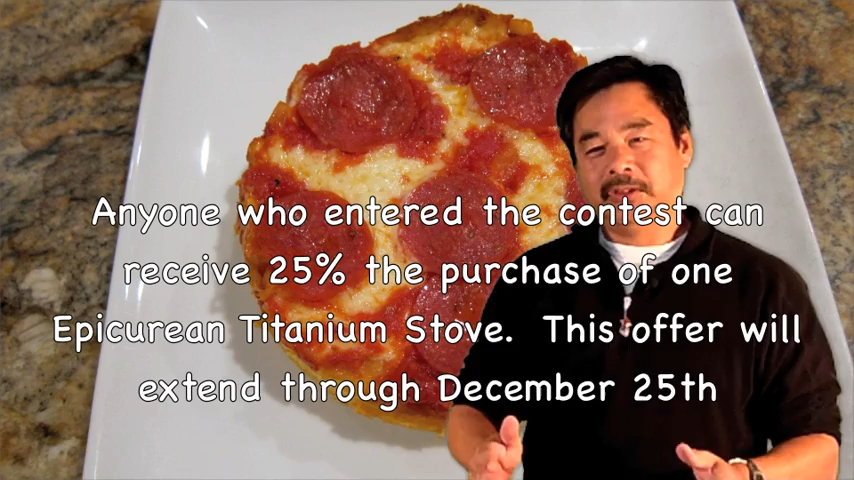 Anyone who entered the contest can
receive 25% the purchase of one
Epicurean Titanium Stove.  This offer will
extend through December 25th